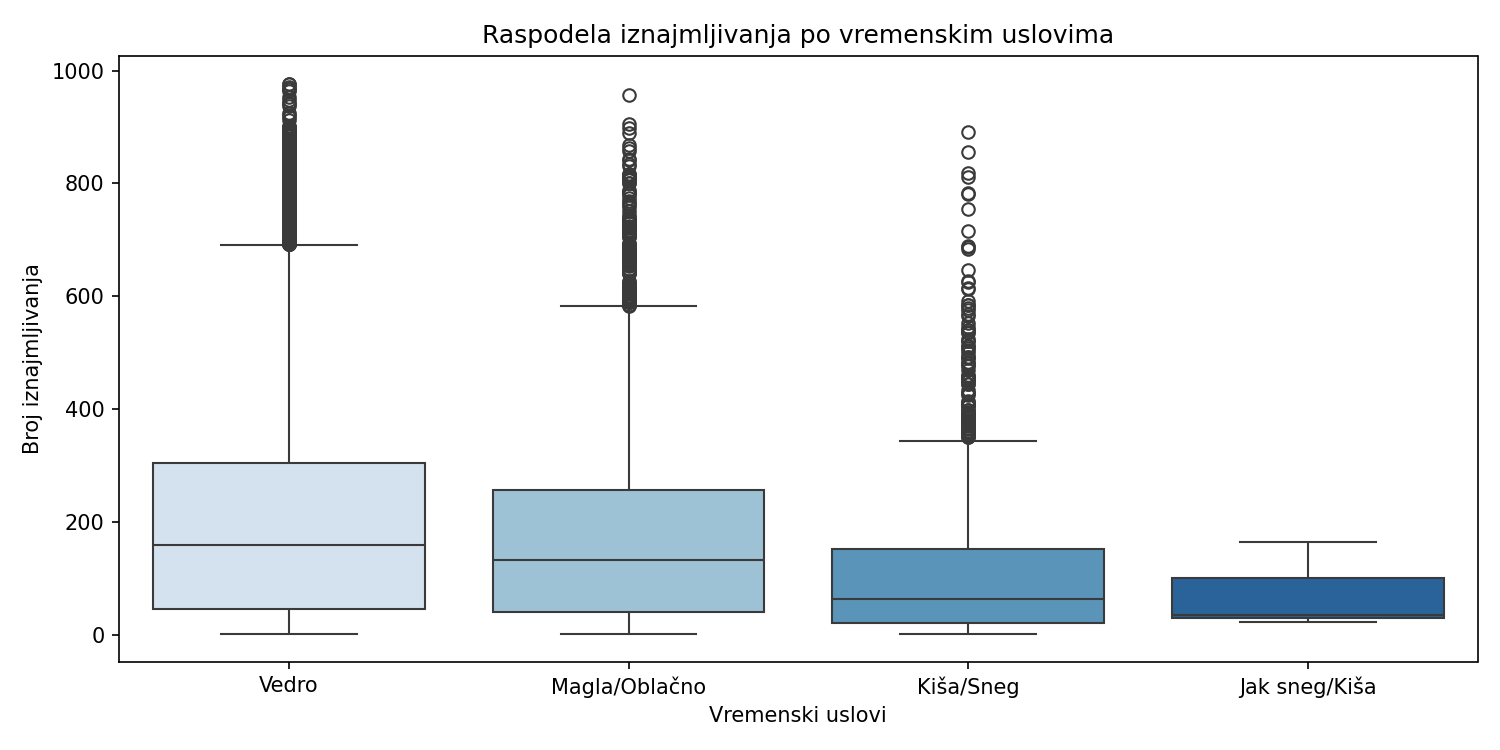 Raspodela iznajmljivanja po vremenskim uslovima
Broj iznajmljivanja
1000
800
600
400
200
0
Vedro
Magla/Oblačno
Kiša/Sneg
Jak sneg/Kiša
Vremenski uslovi